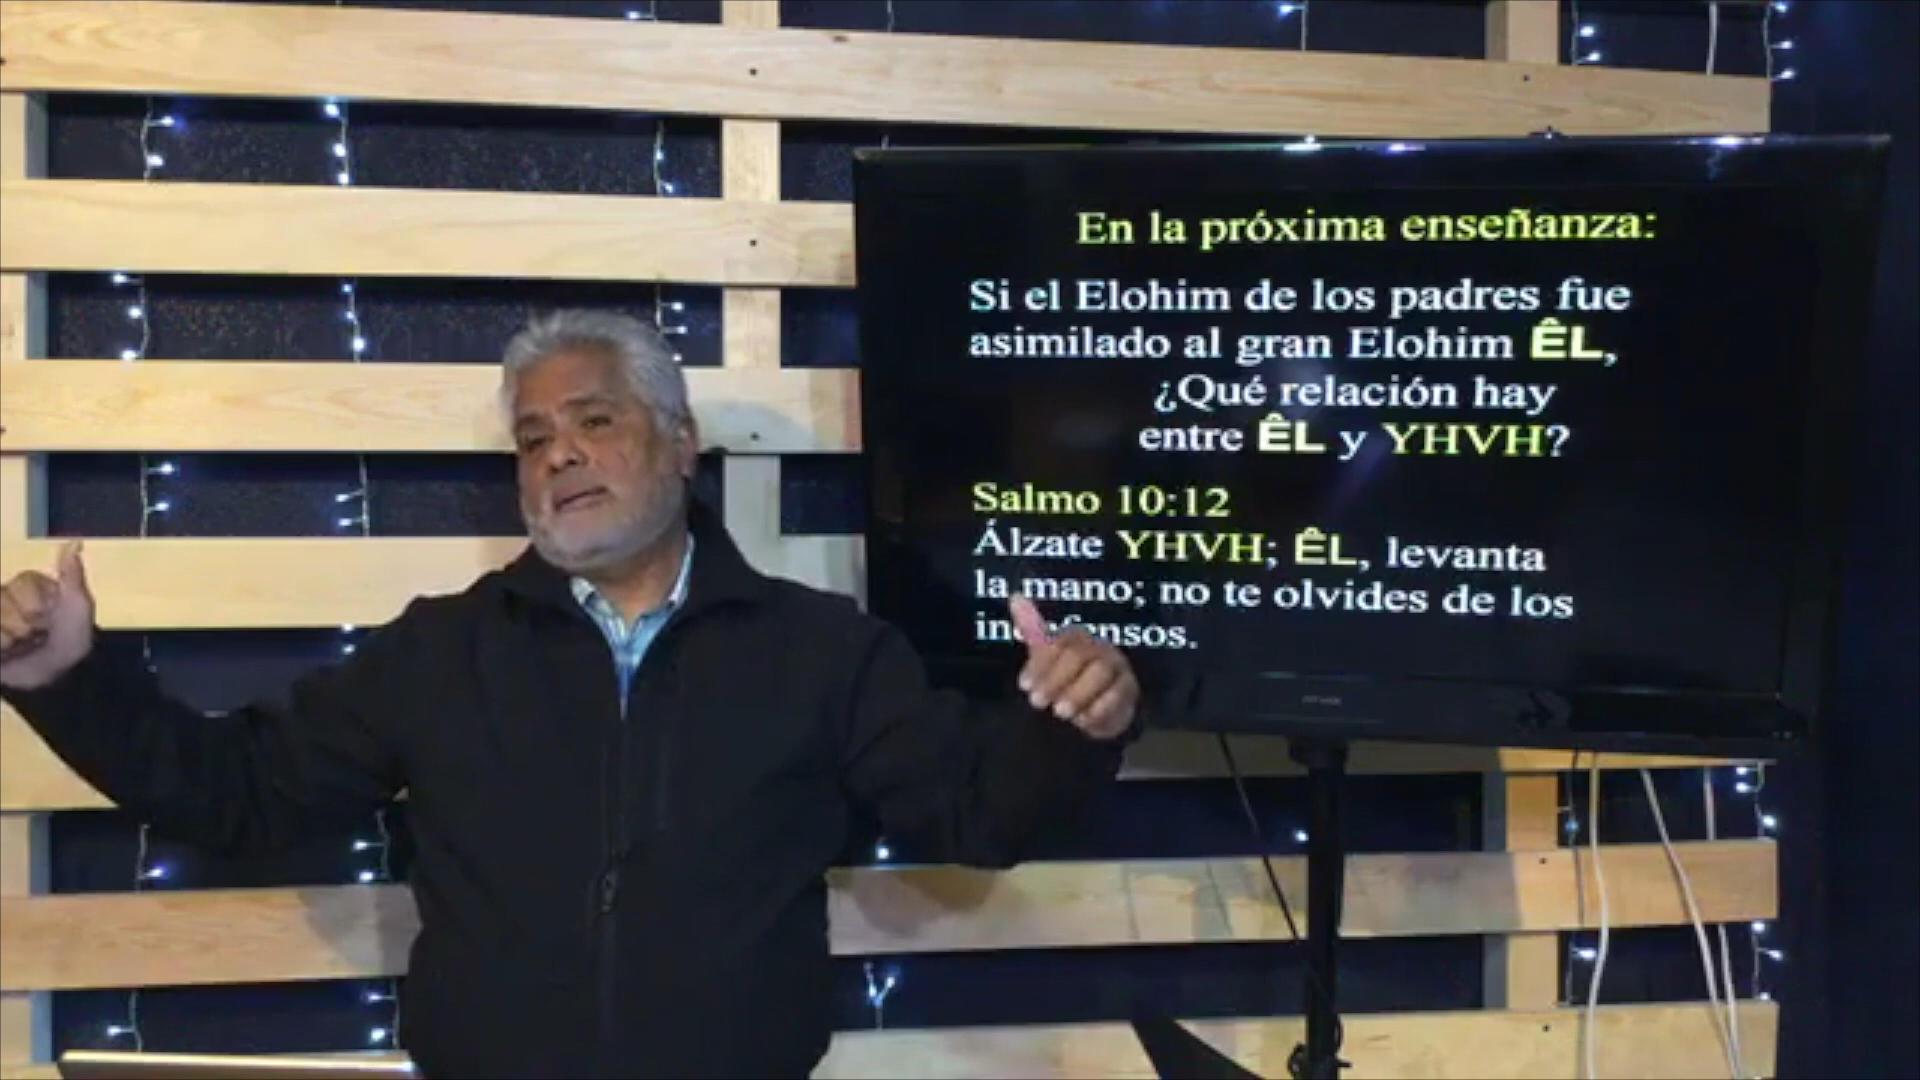 En la próxima enseñanza:
Si el Elohim de los padres fue
asimilado al gran Elohim ÊL,
¿Qué relación hay
entre ÊL y YHVH?
Salmo 10:12
Álzate YHVH; ÊL, levanta
la mano; no te olvides de los
indefensos.